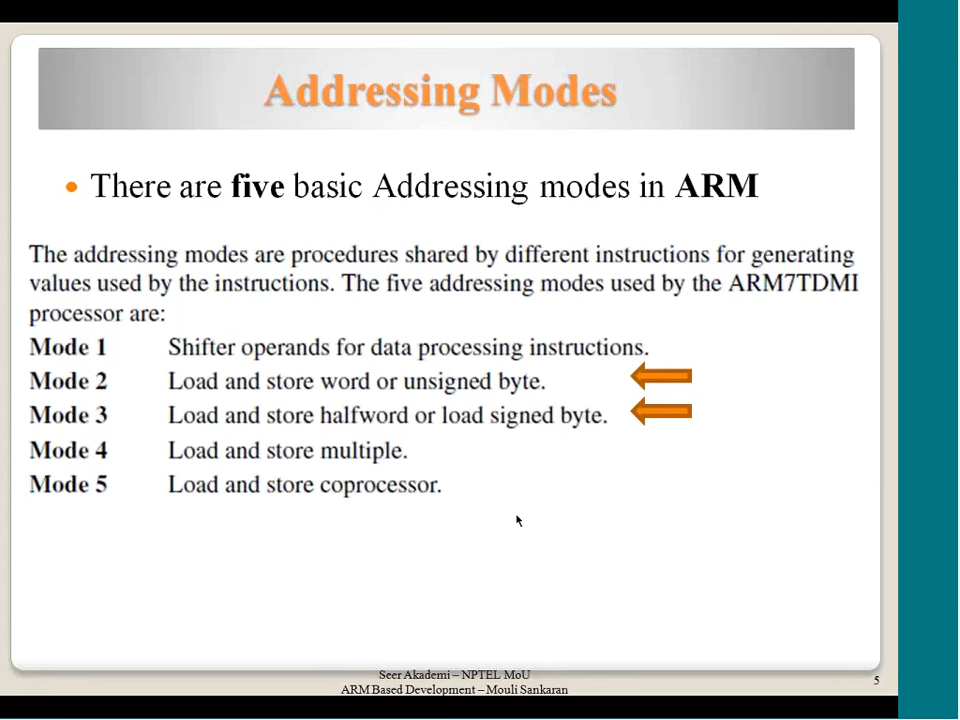 Addressing Modes
• There are five basic Addressing modes in ARM
The addressing modes are procedures shared by different instructions for generating
values used by the instructions. The five addressing modes used by the ARM7TDMI
processor are:
Mode 1 Shifter operands for data processing instructions.
Mode 2 Load and store word or unsigned byte.
Mode 3 Load and store halfword or load signed byte.
Mode 4 Load and store multiple.
Mode 5 Load and store coprocessor.
Seer Akademi – NPTEL MoU
ARM Based Development – Mouli Sankaran
5